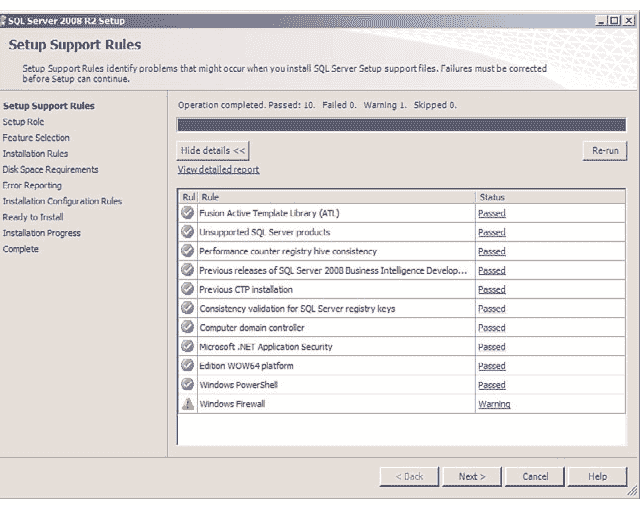 SQL Server 2008 R2 Setup
Setup Support Rules
Setup Support Rules identify problems that might occur when you install SQL Server Setup support files. Failures must be corrected
before Setup can continue.
Setup Support Rules
Setup Role
Feature Selection
Installation Rules
Disk Space Requirements
Error Reporting
Installation Configuration Rules
Ready to Install
Installation Progress
Complete
Operation completed. Passed: 10. Failed 0. Warning 1. Skipped 0.
Hide details << Re-run
View detailed report
Rul Rule Status
Fusion Active Template Library (ATL) Passed
Unsupported SQL Server products Passed
Performance counter registry hive consistency Passed
Previous releases of SQL Server 2008 Business Intelligence Develop... Passed
Previous CTP installation Passed
Consistency validation for SQL Server registry keys Passed
Computer domain controller Passed
Microsoft .NET Application Security Passed
Edition WOW64 platform Passed
Windows PowerShell Passed
Windows Firewall Warning
< Back Next > Cancel Help